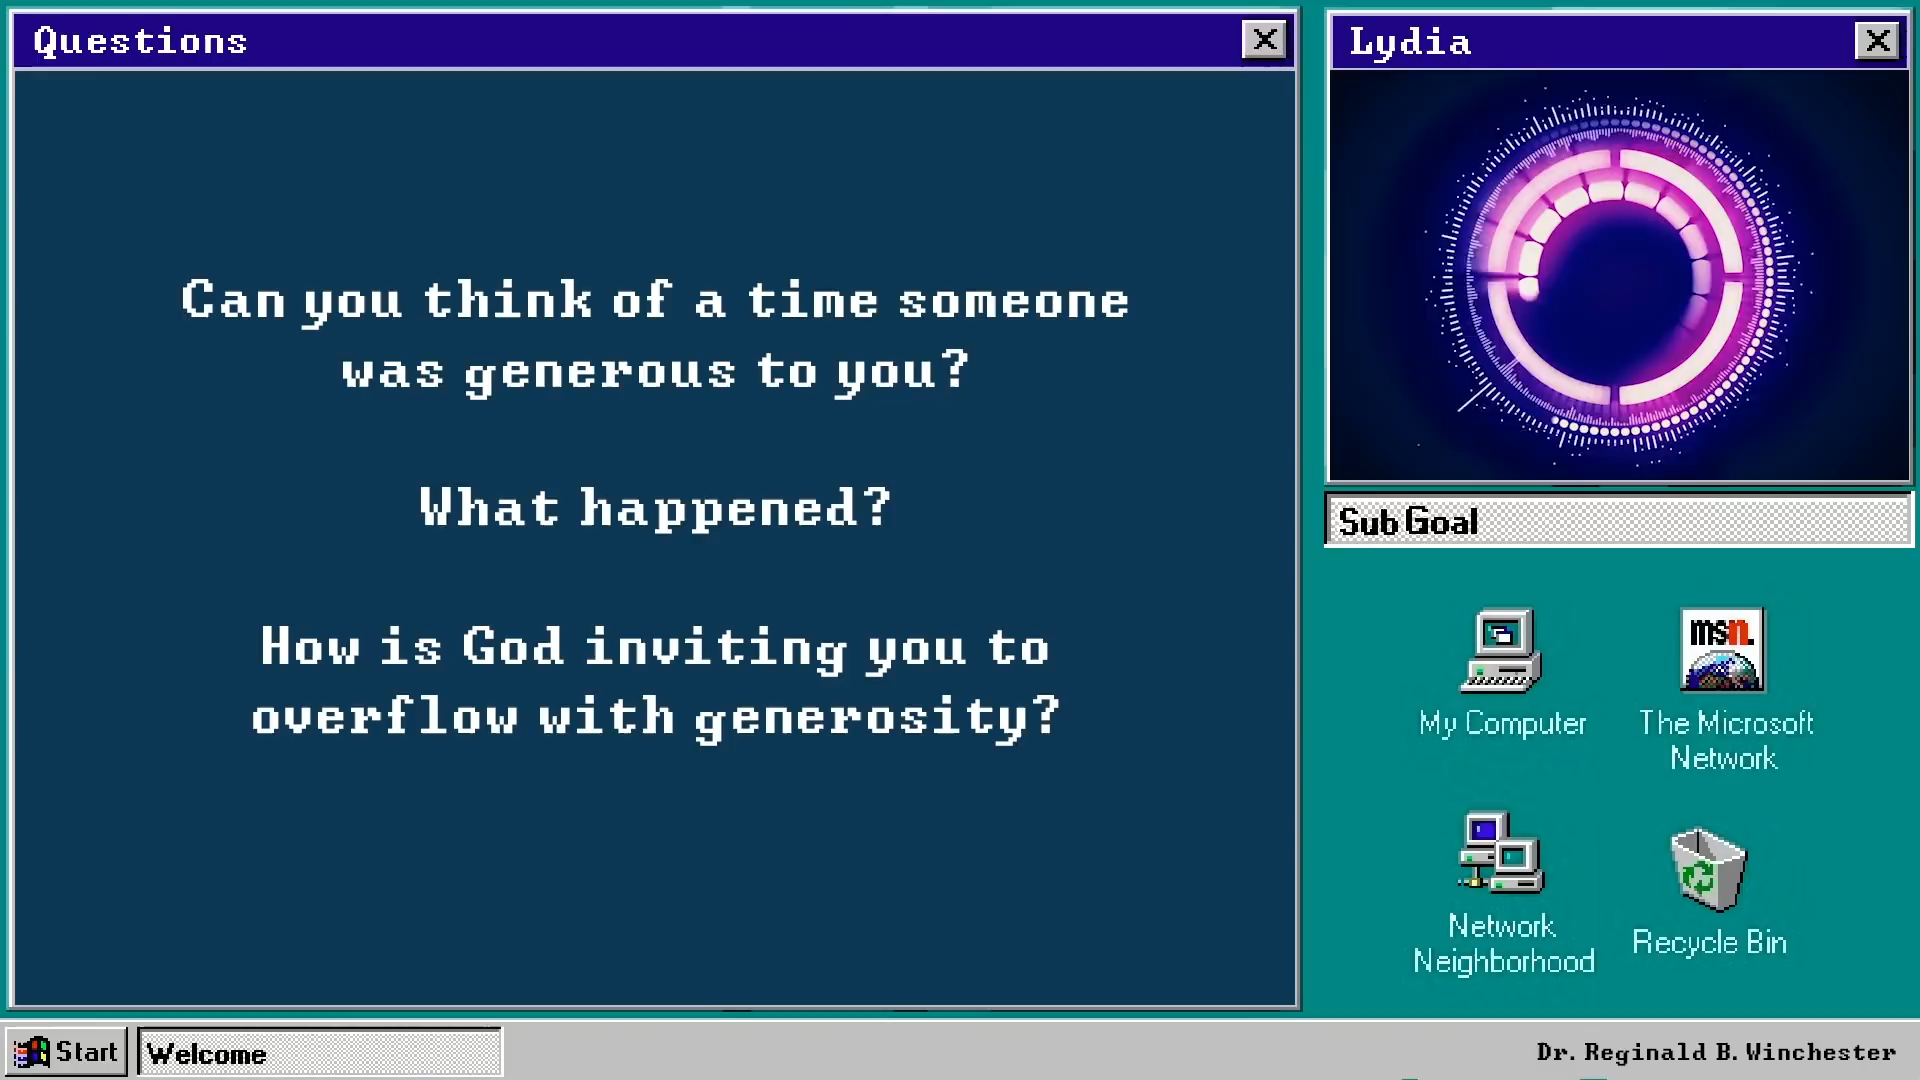 Questions
Can you think of a time someone
was generous to you?
What happened?
How is God inviting you to
overflow with generosity?
Lydia
Sub Goal
msn.
My Computer
The Microsoft
Network
Network
Neighborhood
Recycle Bin
Start
Welcome
Dr. Reginald B. Winchester